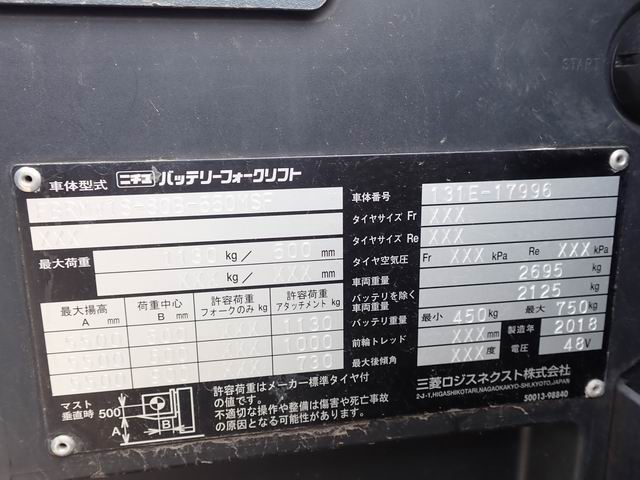 START
車体型式 ニチユ バッテリーフォークリフト
XXX
最大荷重 1130 kg/ 500 mm
XXX kg/ XXX mm
最大揚高 A mm 荷重中心 B mm 許容荷重 フォークのみ kg 許容荷重 アタッチメント kg
5500 500 XXX 1130
5500 1000
5500 730
マスト垂直時 500 A B
許容荷重はメーカー標準タイヤ付
の値です。
不適切な操作や整備は傷害や死亡事故
の原因となる可能性があります。
車体番号 131E-17996
タイヤサイズ Fr XXX
タイヤサイズ Re XXX
タイヤ空気圧 Fr XXX kPa Re XXX kPa
車両重量 2695 kg
バッテリを除く車両重量 2125 kg
バッテリ重量 最小 450 kg 最大 750 kg
前輪トレッド XXX mm 製造年 2018
最大後傾角 XXX 度 電圧 48 V
三菱ロジスネクスト株式会社
2-J-1, HIGASHIKOTARI, NAGAOKAKYO-SHI, KYOTO, JAPAN
50013-98840